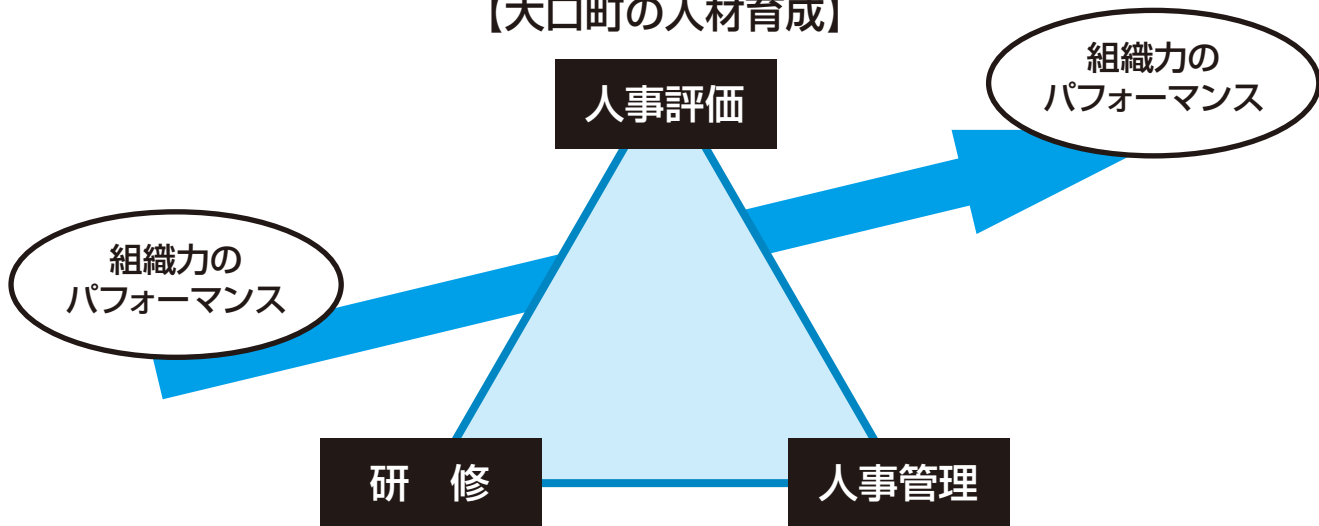 【大口町の人材育成】
人事評価
組織力の
パフォーマンス
組織力の
パフォーマンス
研　修
人事管理